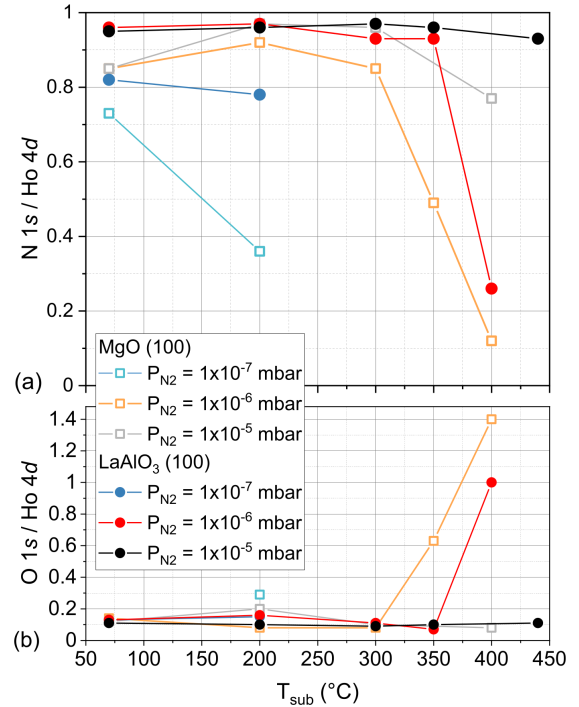 1
0.8
0.6
0.4
0.2
0
N 1s / Ho 4d
(a)
MgO (100)
P_N2 = 1x10^-7 mbar
P_N2 = 1x10^-6 mbar
P_N2 = 1x10^-5 mbar
LaAlO₃ (100)
P_N2 = 1x10^-7 mbar
P_N2 = 1x10^-6 mbar
P_N2 = 1x10^-5 mbar
1.4
1.2
1
0.8
0.6
0.4
0.2
0
O 1s / Ho 4d
(b)
50 100 150 200 250 300 350 400 450
T_sub (°C)